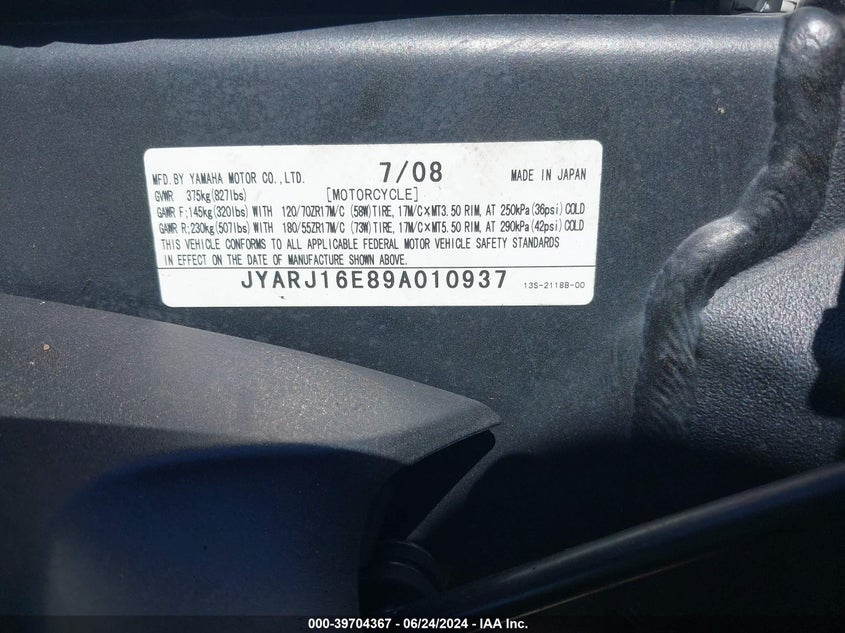 MFD. BY YAMAHA MOTOR CO.,LTD. 7/08 MADE IN JAPAN
GVWR 375kg(827lbs) [MOTORCYCLE]
GAWR F;145kg(320lbs) WITH 120/70ZR17M/C (58W)TIRE, 17M/C×MT3.50 RIM, AT 250kPa(36psi)COLD
GAWR R;230kg(507lbs) WITH 180/55ZR17M/C (73W)TIRE, 17M/C×MT5.50 RIM, AT 290kPa(42psi)COLD
THIS VEHICLE CONFORMS TO ALL APPLICABLE FEDERAL MOTOR VEHICLE SAFETY STANDARDS
IN EFFECT ON THE DATE OF MANUFACTURE SHOWN ABOVE.
JYARJ16E89A010937 13S-2118B-00
000-39704367 - 06/24/2024 - IAA Inc.